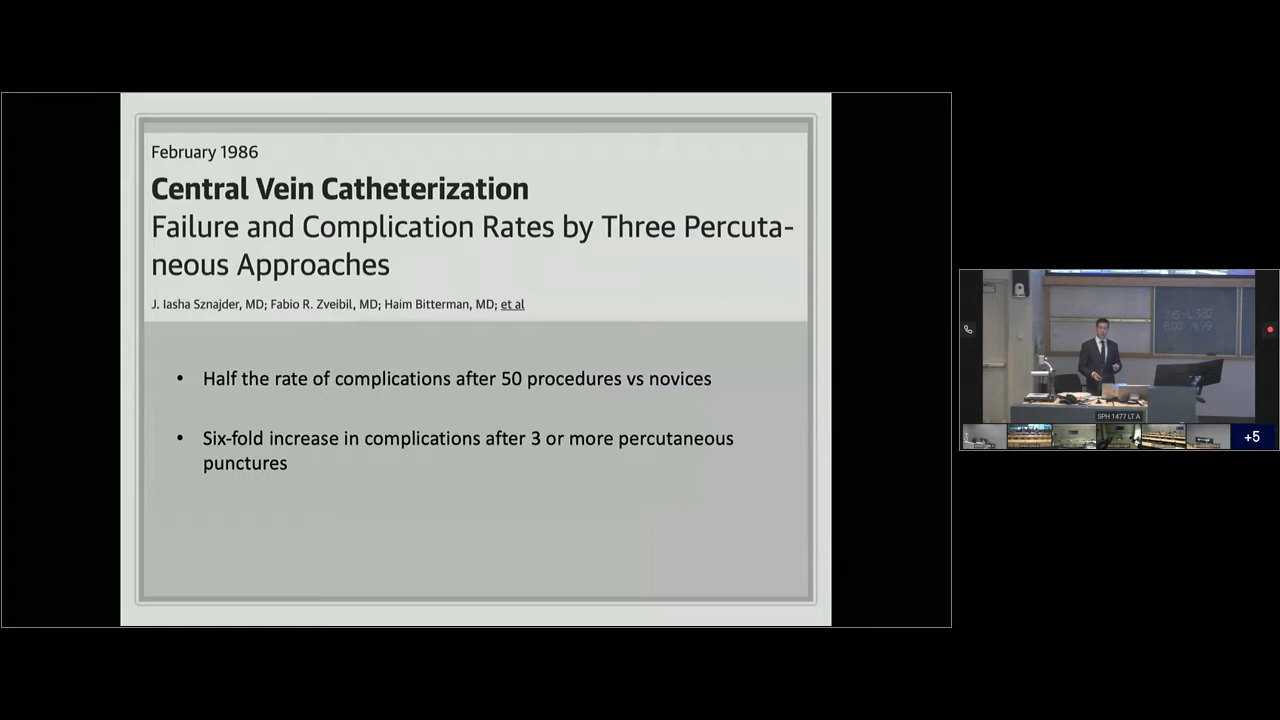 February 1986
Central Vein Catheterization
Failure and Complication Rates by Three Percuta-
neous Approaches
J. Iasha Sznajder, MD; Fabio R. Zveibil, MD; Haim Bitterman, MD; et al
• Half the rate of complications after 50 procedures vs novices
• Six-fold increase in complications after 3 or more percutaneous
punctures
SPH 1477 LT A
+5